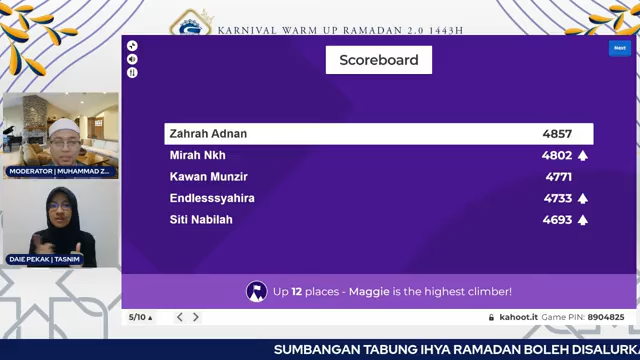 KARNIVAL WARM UP RAMADAN 2.0 1443H
Next
Scoreboard
Zahrah Adnan 4857
Mirah Nkh 4802
Kawan Munzir 4771
Endlesssyahira 4733
Siti Nabilah 4693
MODERATOR | MUHAMMAD Z...
DAIE PEKAK | TASNIM
Up 12 places - Maggie is the highest climber!
5/10
kahoot.it Game PIN: 8904825
SUMBANGAN TABUNG IHYA RAMADAN BOLEH DISALURKA